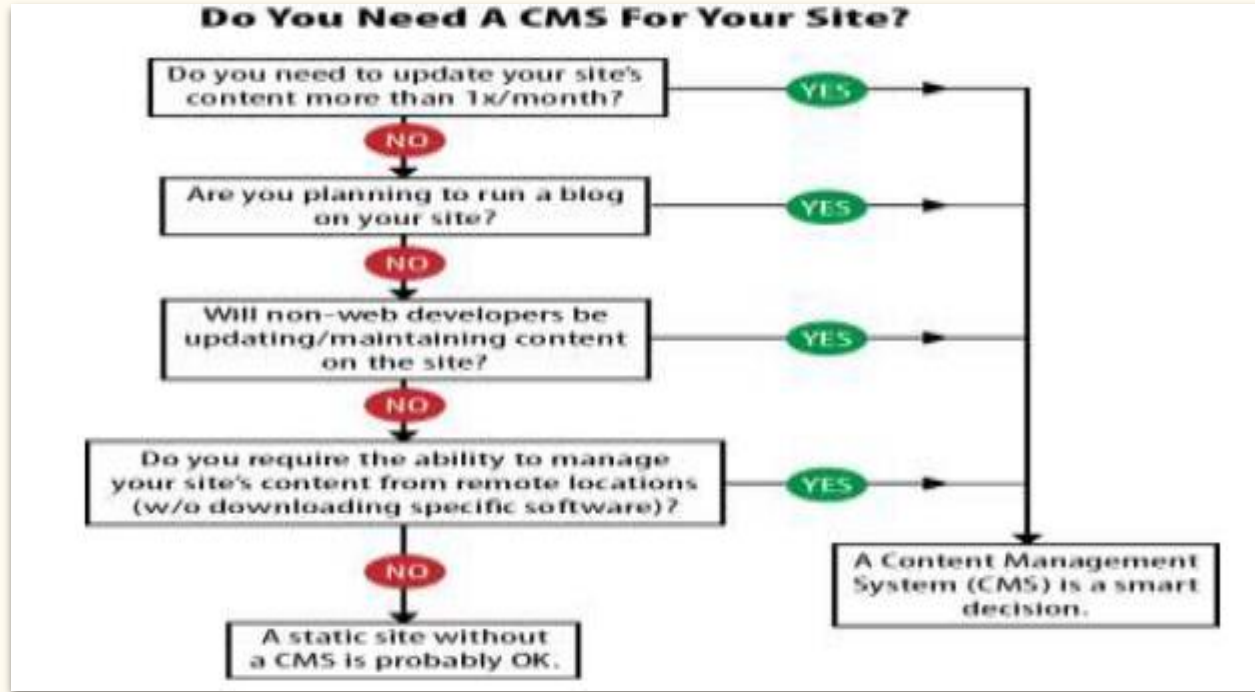 Do You Need A CMS For Your Site?
Do you need to update your site's
content more than 1x/month?
YES
NO
Are you planning to run a blog
on your site?
YES
NO
Will non-web developers be
updating/maintaining content
on the site?
YES
NO
Do you require the ability to manage
your site's content from remote locations
(w/o downloading specific software)?
YES
NO
A Content Management
System (CMS) is a smart
decision.
A static site without
a CMS is probably OK.